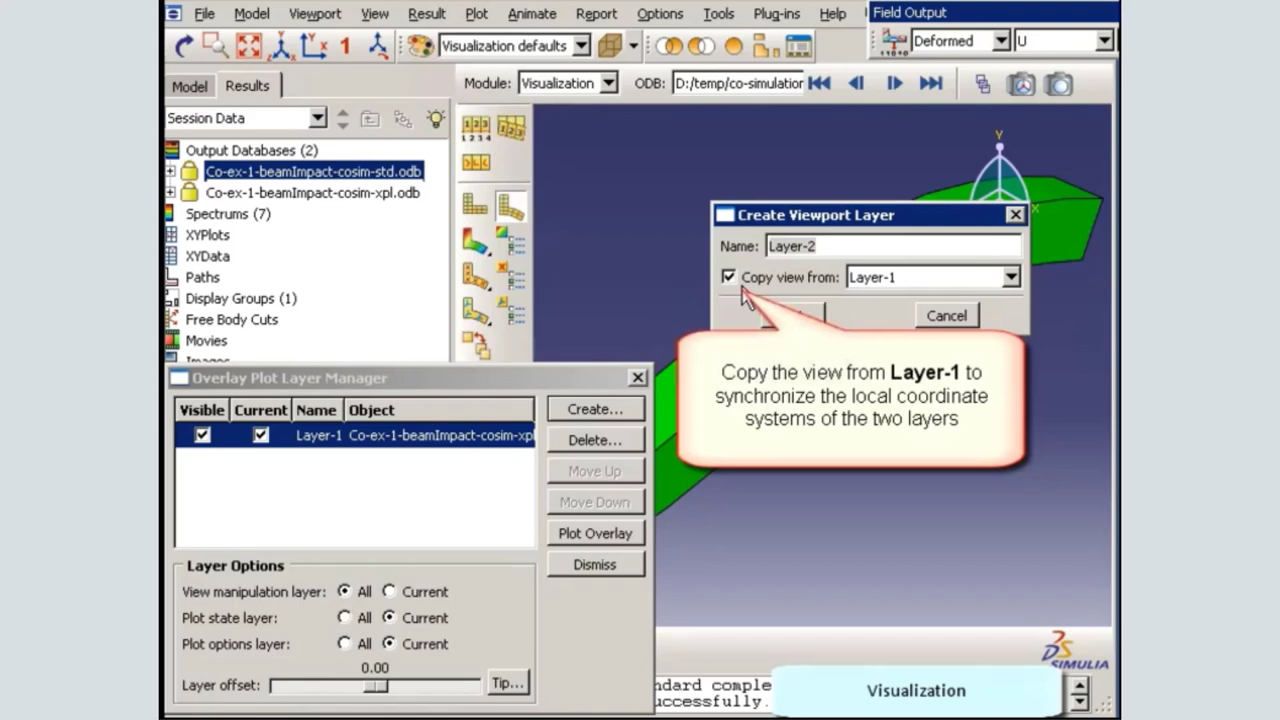 File Model Viewport View Result Plot Animate Report Options Tools Plug-ins Help
Field Output
1
Visualization defaults
Deformed
U
Model
Results
Module:
Visualization
ODB:
D:/temp/co-simulation
Session Data
Output Databases (2)
Co-ex-1-beamImpact-cosim-std.odb
Co-ex-1-beamImpact-cosim-xpl.odb
Spectrums (7)
XYPlots
XYData
Paths
Display Groups (1)
Free Body Cuts
Movies
Images
Y
X
Create Viewport Layer
Name:
Layer-2
Copy view from:
Layer-1
Cancel
Copy the view from Layer-1 to
synchronize the local coordinate
systems of the two layers
Overlay Plot Layer Manager
Visible Current Name Object
Layer-1 Co-ex-1-beamImpact-cosim-xpl
Create...
Delete...
Move Up
Move Down
Plot Overlay
Dismiss
Layer Options
View manipulation layer: All Current
Plot state layer: All Current
Plot options layer: All Current
0.00
Layer offset:
Tip...
SIMULIA
ndard comple
uccessfully.
Visualization